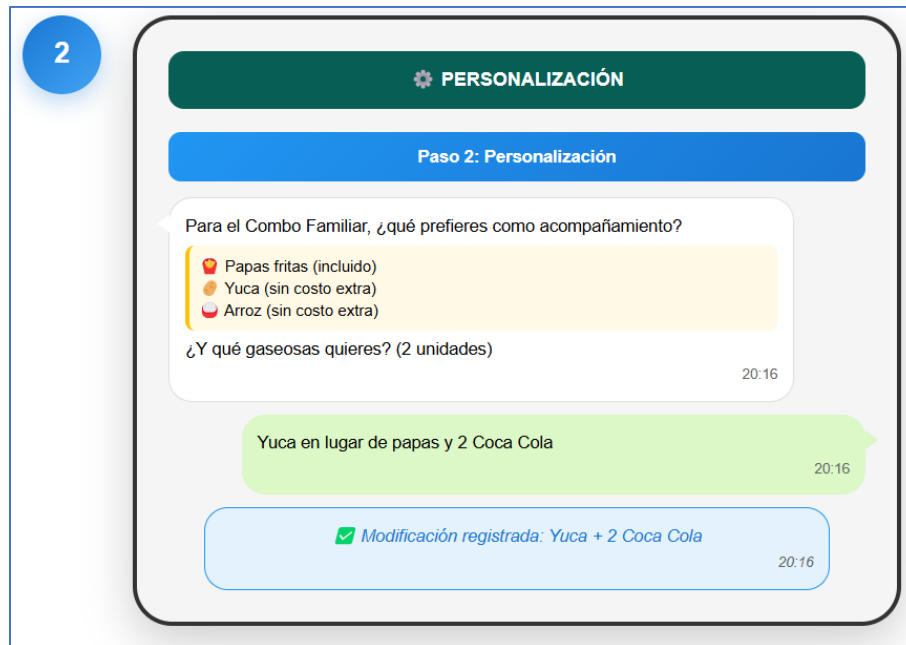 2
⚙️ PERSONALIZACIÓN
Paso 2: Personalización
Para el Combo Familiar, ¿qué prefieres como acompañamiento?
🍟 Papas fritas (incluido)
🥔 Yuca (sin costo extra)
🍚 Arroz (sin costo extra)
¿Y qué gaseosas quieres? (2 unidades)
20:16
Yuca en lugar de papas y 2 Coca Cola
20:16
✅ Modificación registrada: Yuca + 2 Coca Cola
20:16